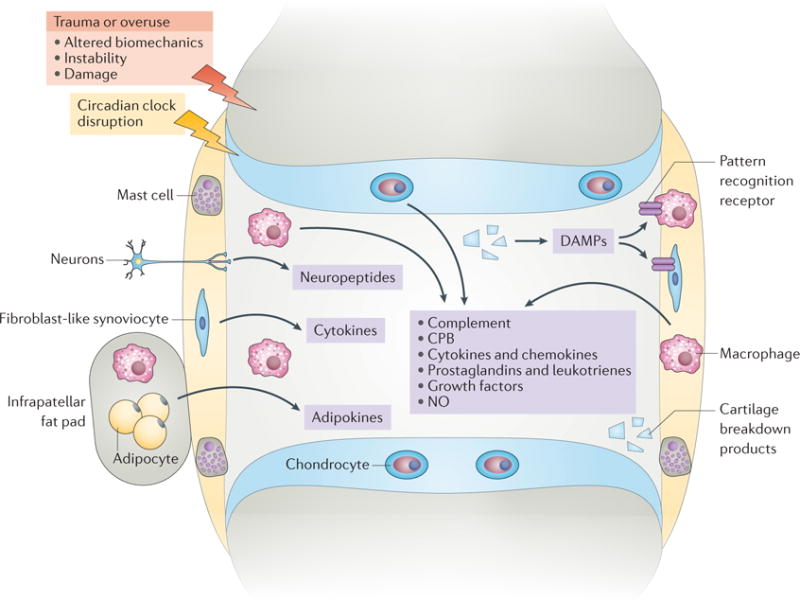 Trauma or overuse
• Altered biomechanics
• Instability
• Damage
Circadian clock
disruption
Mast cell
Neurons
Neuropeptides
Fibroblast-like synoviocyte
Cytokines
Infrapatellar
fat pad
Adipocyte
Adipokines
Chondrocyte
DAMPs
• Complement
• CPB
• Cytokines and chemokines
• Prostaglandins and leukotrienes
• Growth factors
• NO
Pattern
recognition
receptor
Macrophage
Cartilage
breakdown
products